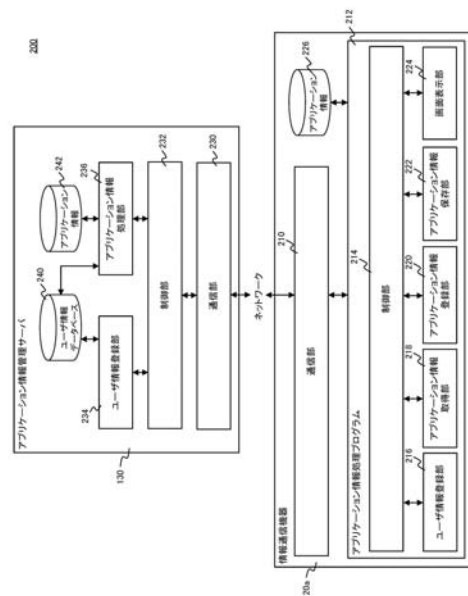 200
アプリケーション情報管理サーバ
130
240
ユーザ情報
データベース
242
アプリケーション
情報
234
ユーザ情報登録部
236
アプリケーション情報
処理部
232
制御部
230
通信部
ネットワーク
情報通信機器
20a
210
通信部
226
アプリケーション
情報
212
アプリケーション情報処理プログラム
214
制御部
216
ユーザ情報登録部
218
アプリケーション情報
取得部
220
アプリケーション情報
登録部
222
アプリケーション情報
保存部
224
画面表示部